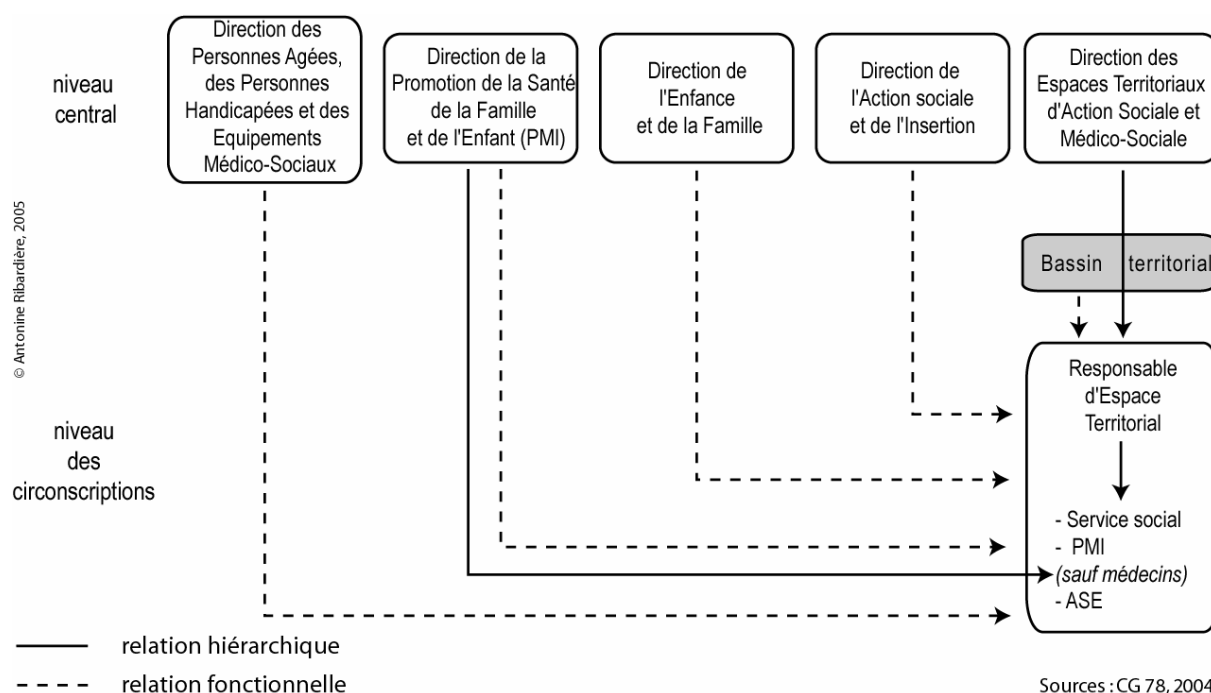 niveau
central
Direction des
Personnes Agées,
des Personnes
Handicapées et des
Equipements
Médico-Sociaux
Direction de la
Promotion de la Santé
de la Famille
et de l'Enfant (PMI)
Direction de
l'Enfance
et de la Famille
Direction de
l'Action sociale
et de l'Insertion
Direction des
Espaces Territoriaux
d'Action Sociale et
Médico-Sociale
© Antonine Ribardière, 2005
Bassin territorial
niveau
des
circonscriptions
Responsable
d'Espace
Territorial
- Service social
- PMI
(sauf médecins)
- ASE
relation hiérarchique
relation fonctionnelle
Sources : CG 78, 2004